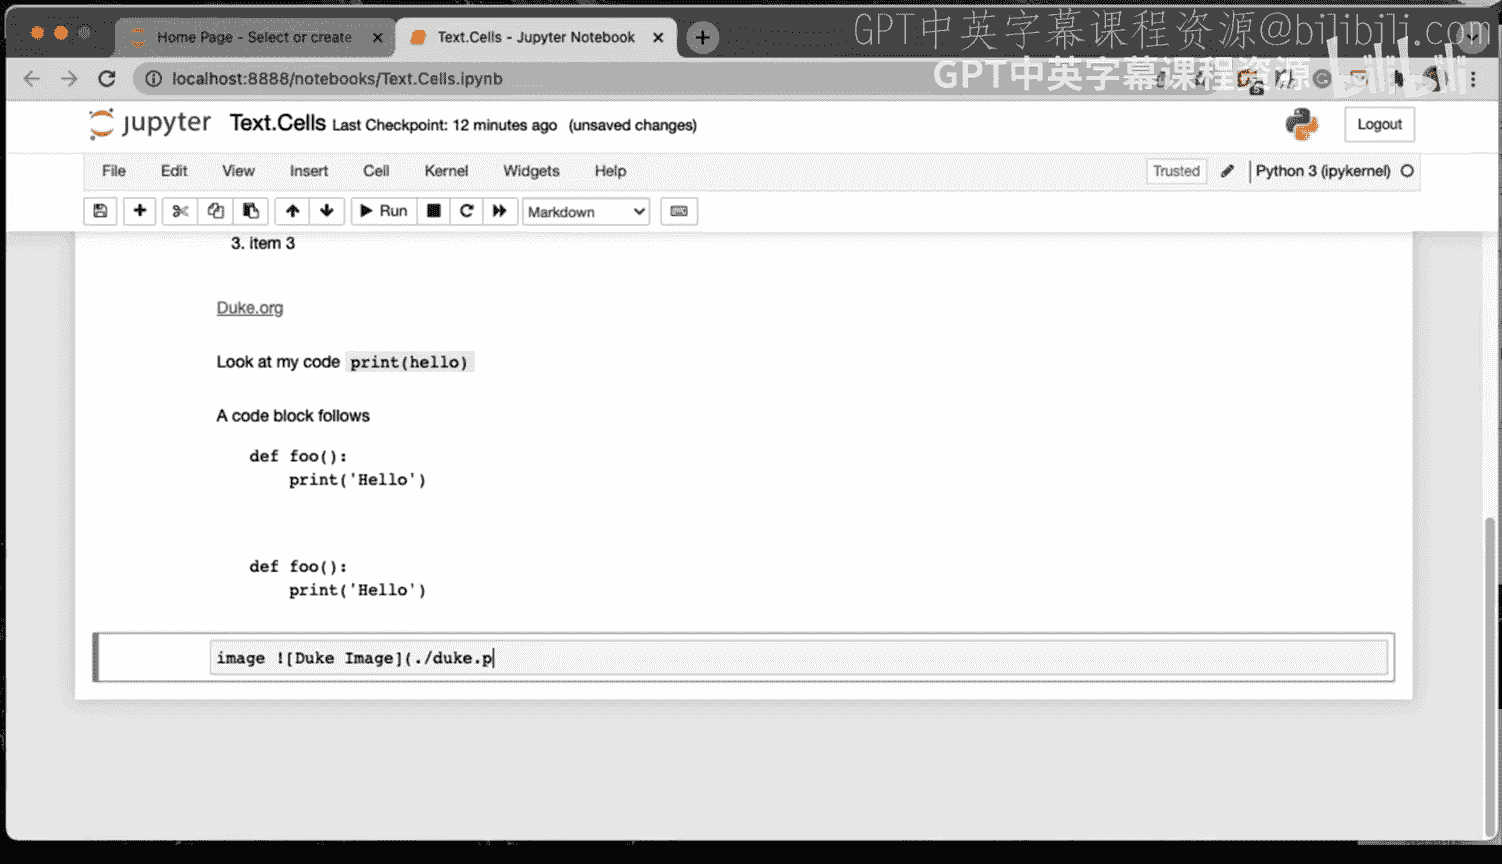 Home Page - Select or create
Text.Cells - Jupyter Notebook
GPT中英字幕课程资源@bilibili.com
localhost:8888/notebooks/Text.Cells.ipynb
GPT中英字幕课程资源 bilibili
jupyter Text.Cells Last Checkpoint: 12 minutes ago (unsaved changes)
Logout
File Edit View Insert Cell Kernel Widgets Help
Trusted Python 3 (ipykernel)
Run Markdown
3. item 3
Duke.org
Look at my code print(hello)
A code block follows
def foo():
    print('Hello')
def foo():
    print('Hello')
image ![Duke Image](./duke.p